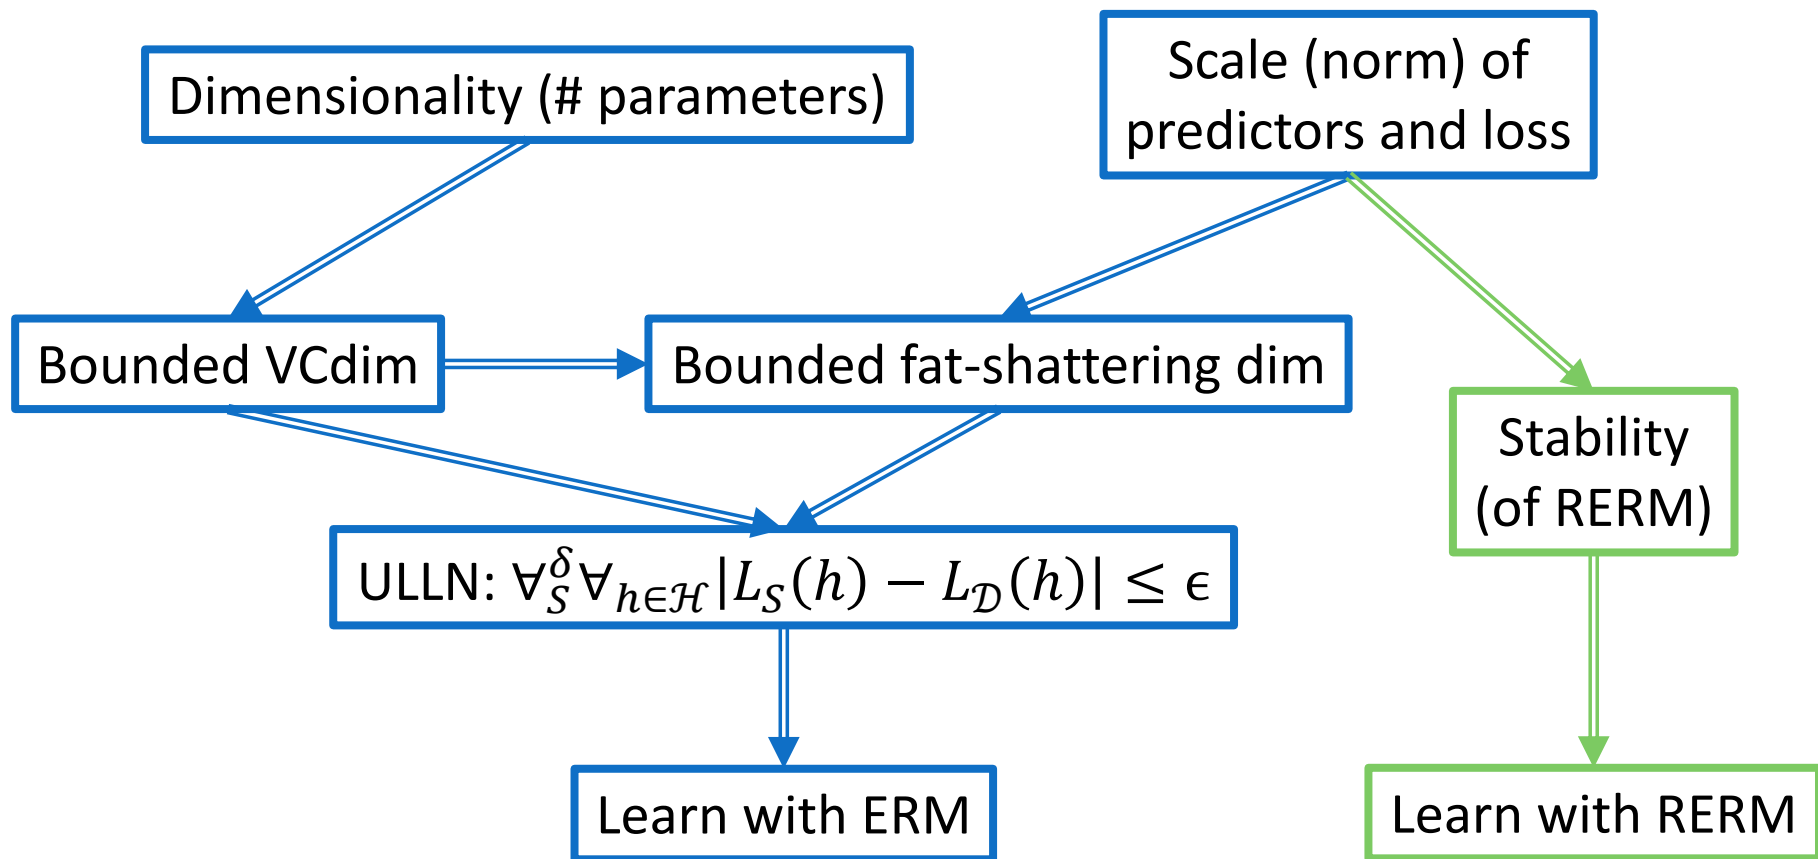 Dimensionality (# parameters)
Scale (norm) of
predictors and loss
Bounded VCdim
Bounded fat-shattering dim
Stability
(of RERM)
ULLN: ∀_S^δ ∀_{h∈ℋ} |L_S(h) − L_𝒟(h)| ≤ ϵ
Learn with ERM
Learn with RERM